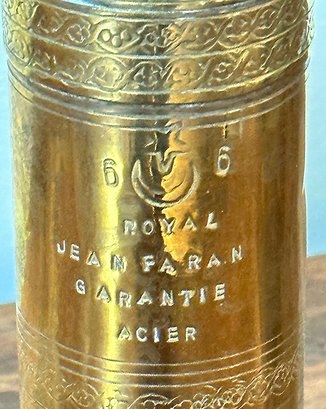 6 6
ROYAL
JEAN FARAN
GARANTIE
ACIER